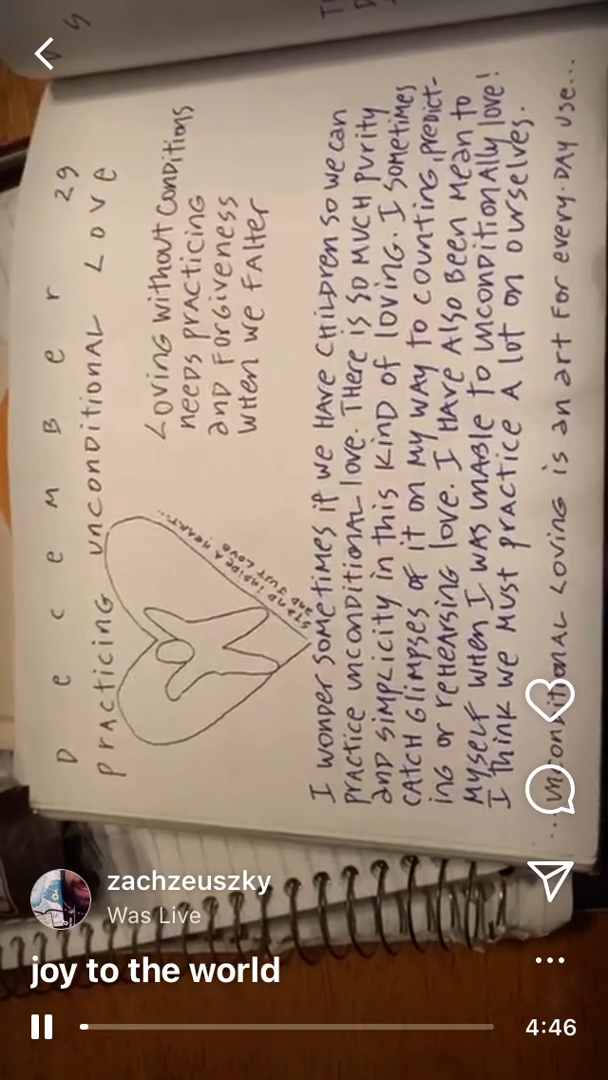 December 29
practicing unconditional love
Loving without conditions
needs practicing
and forgiveness
when we falter
STAND INSIDE A HEART...
AND JUST LOVE
I wonder sometimes if we have children so we can
practice unconditional love. There is so much purity
and simplicity in this kind of loving. I sometimes
catch glimpses of it on my way to counting, predict-
ing or rehearsing love. I have also been mean to
myself when I was unable to unconditionally love!
I think we must practice a lot on ourselves.
...unconditional loving is an art for every.day use...
zachzeuszky
Was Live
joy to the world
4:46